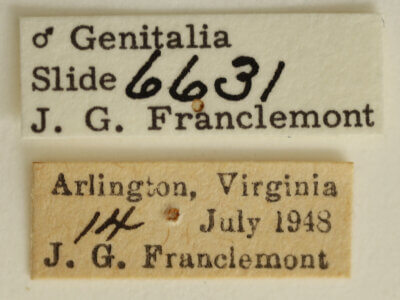 ♂ Genitalia
Slide 6631
J. G. Franclemont
Arlington, Virginia
14 July 1948
J. G. Franclemont